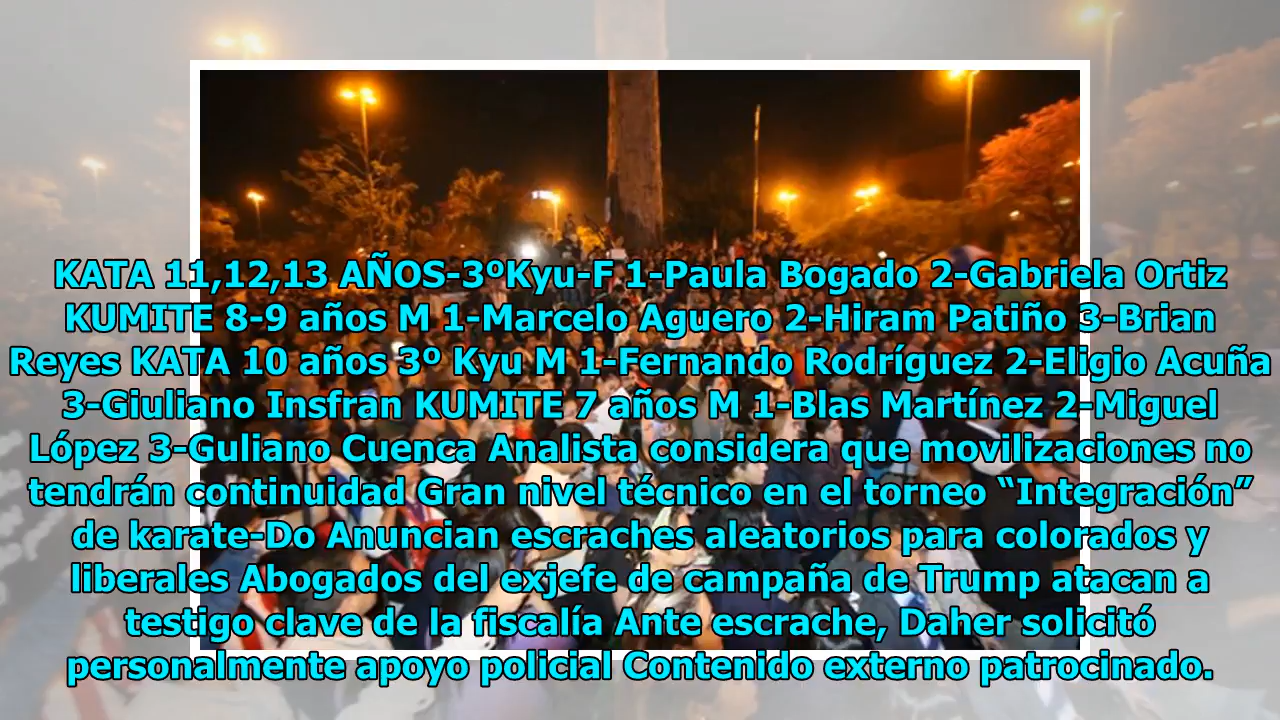 KATA 11,12,13 AÑOS-3ºKyu-F 1-Paula Bogado 2-Gabriela Ortiz
KUMITE 8-9 años M 1-Marcelo Aguero 2-Hiram Patiño 3-Brian
Reyes KATA 10 años 3º Kyu M 1-Fernando Rodríguez 2-Eligio Acuña
3-Giuliano Insfran KUMITE 7 años M 1-Blas Martínez 2-Miguel
López 3-Guliano Cuenca Analista considera que movilizaciones no
tendrán continuidad Gran nivel técnico en el torneo “Integración”
de karate-Do Anuncian escraches aleatorios para colorados y
liberales Abogados del exjefe de campaña de Trump atacan a
testigo clave de la fiscalía Ante escrache, Daher solicitó
personalmente apoyo policial Contenido externo patrocinado.